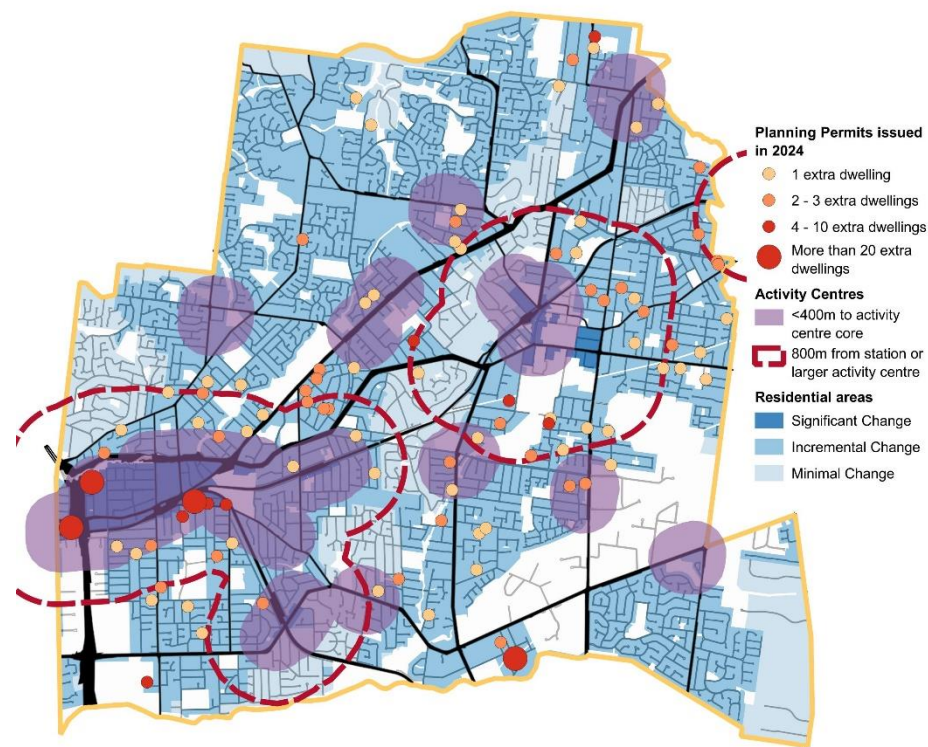 Planning Permits issued
in 2024
1 extra dwelling
2 - 3 extra dwellings
4 - 10 extra dwellings
More than 20 extra
dwellings
Activity Centres
<400m to activity
centre core
800m from station or
larger activity centre
Residential areas
Significant Change
Incremental Change
Minimal Change